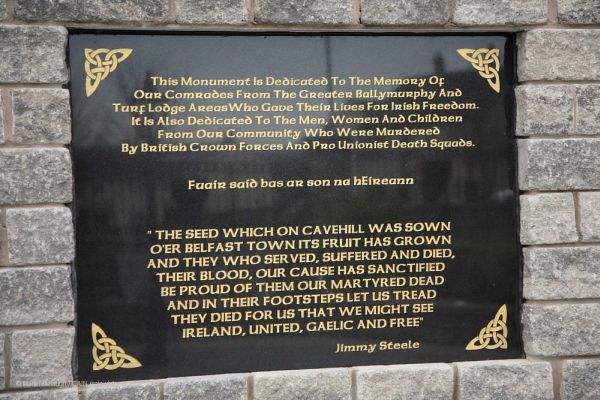 This Monument Is Dedicated To The Memory Of
Our Comrades From The Greater Ballymurphy And
Turf Lodge Areas Who Gave Their Lives For Irish Freedom.
It Is Also Dedicated To The Men, Women And Children
From Our Community Who Were Murdered
By British Crown Forces And Pro Unionist Death Squads.
Fuair said bas ar son na hEireann
" THE SEED WHICH ON CAVEHILL WAS SOWN
O'ER BELFAST TOWN ITS FRUIT HAS GROWN
AND THEY WHO SERVED, SUFFERED AND DIED,
THEIR BLOOD, OUR CAUSE HAS SANCTIFIED
BE PROUD OF THEM OUR MARTYRED DEAD
AND IN THEIR FOOTSTEPS LET US TREAD
THEY DIED FOR US THAT WE MIGHT SEE
IRELAND, UNITED, GAELIC AND FREE"
Jimmy Steele